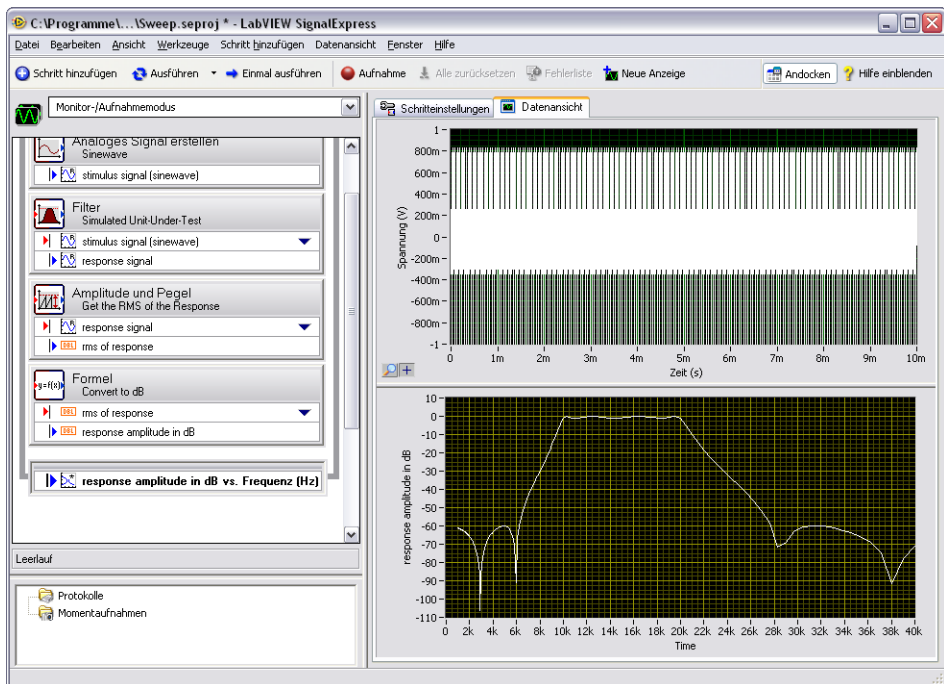 C:\Programme\...\Sweep.seproj * - LabVIEW SignalExpress
Datei Bearbeiten Ansicht Werkzeuge Schritt hinzufügen Datenansicht Fenster Hilfe
Schritt hinzufügen Ausführen Einmal ausführen Aufnahme Alle zurücksetzen Fehlerliste Neue Anzeige Andocken Hilfe einblenden
Monitor-/Aufnahmemodus
Analoges Signal erstellen
Sinewave
stimulus signal (sinewave)
Filter
Simulated Unit-Under-Test
stimulus signal (sinewave)
response signal
Amplitude und Pegel
Get the RMS of the Response
response signal
DBL rms of response
y=f(x)
Formel
Convert to dB
DBL rms of response
DBL response amplitude in dB
response amplitude in dB vs. Frequenz (Hz)
Leerlauf
Protokolle
Momentaufnahmen
Schritteinstellungen Datenansicht
Spannung (V)
1
800m
600m
400m
200m
0
-200m
-400m
-600m
-800m
-1
0 1m 2m 3m 4m 5m 6m 7m 8m 9m 10m
Zeit (s)
response amplitude in dB
10
0
-10
-20
-30
-40
-50
-60
-70
-80
-90
-100
-110
0 2k 4k 6k 8k 10k 12k 14k 16k 18k 20k 22k 24k 26k 28k 30k 32k 34k 36k 38k 40k
Time